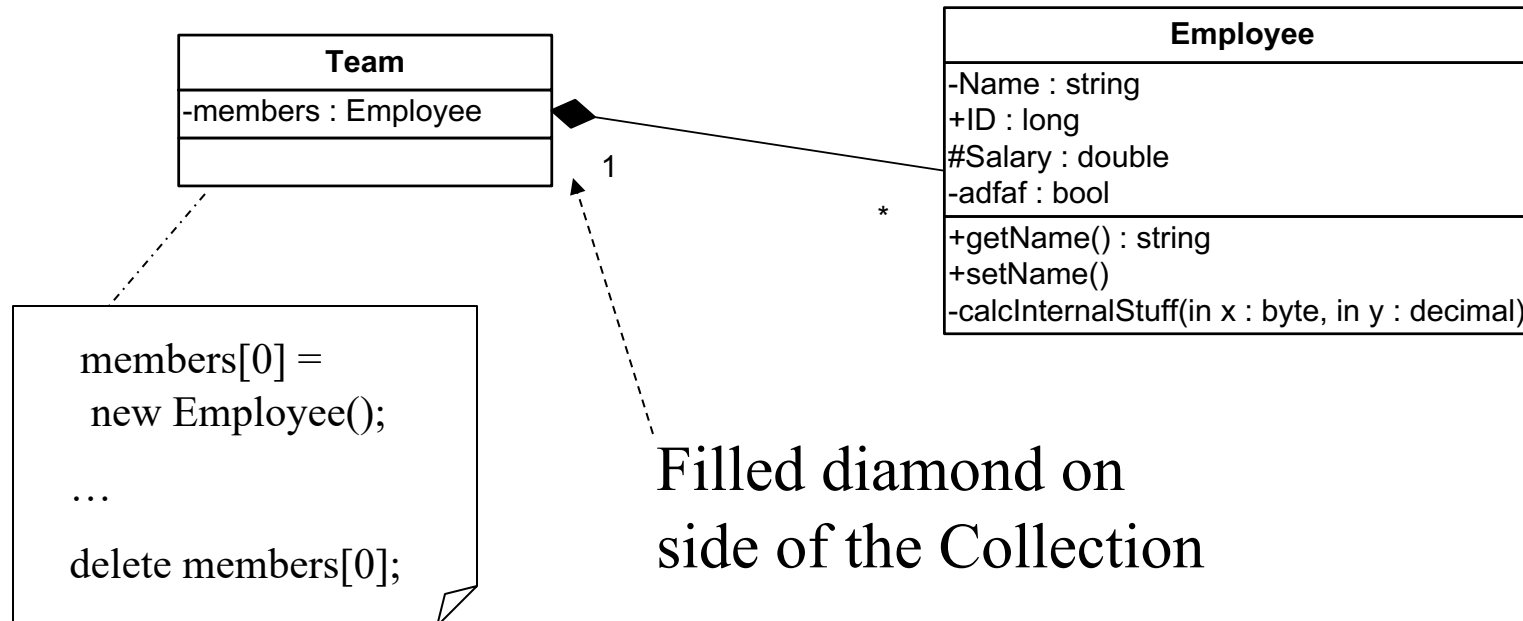 Team
-members : Employee
1
*
Employee
-Name : string
+ID : long
#Salary : double
-adfaf : bool
+getName() : string
+setName()
-calcInternalStuff(in x : byte, in y : decimal)
members[0] =
new Employee();
…
delete members[0];
Filled diamond on
side of the Collection